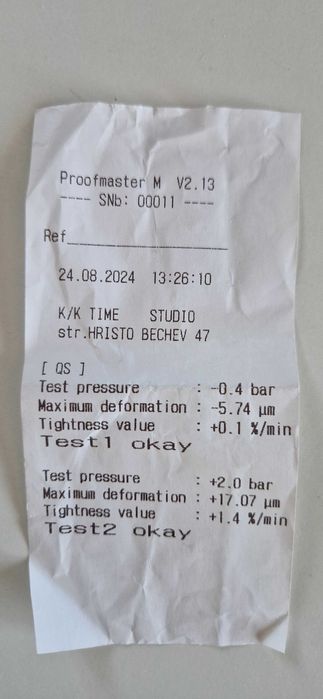 Proofmaster M V2.13
---- SNb: 00011 ----
Ref____________________
24.08.2024 13:26:10
K/K TIME STUDIO
str.HRISTO BECHEV 47
[ QS ]
Test pressure : -0.4 bar
Maximum deformation : -5.74 µm
Tightness value : +0.1 %/min
Test1 okay
Test pressure : +2.0 bar
Maximum deformation : +17.07 µm
Tightness value : +1.4 %/min
Test2 okay